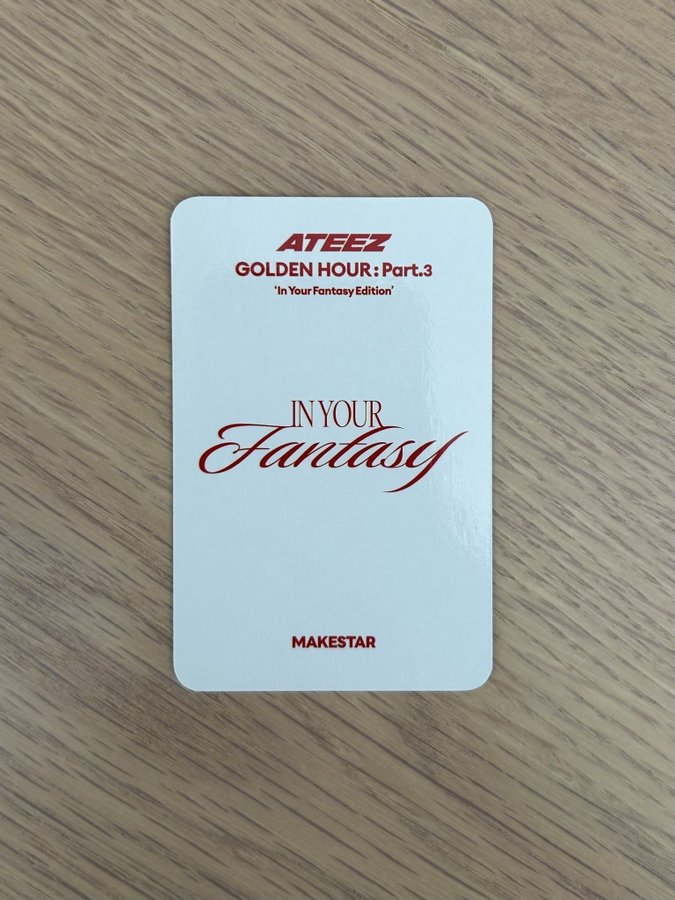 ATEEZ
GOLDEN HOUR : Part.3
‘In Your Fantasy Edition’
IN YOUR
Fantasy
MAKESTAR